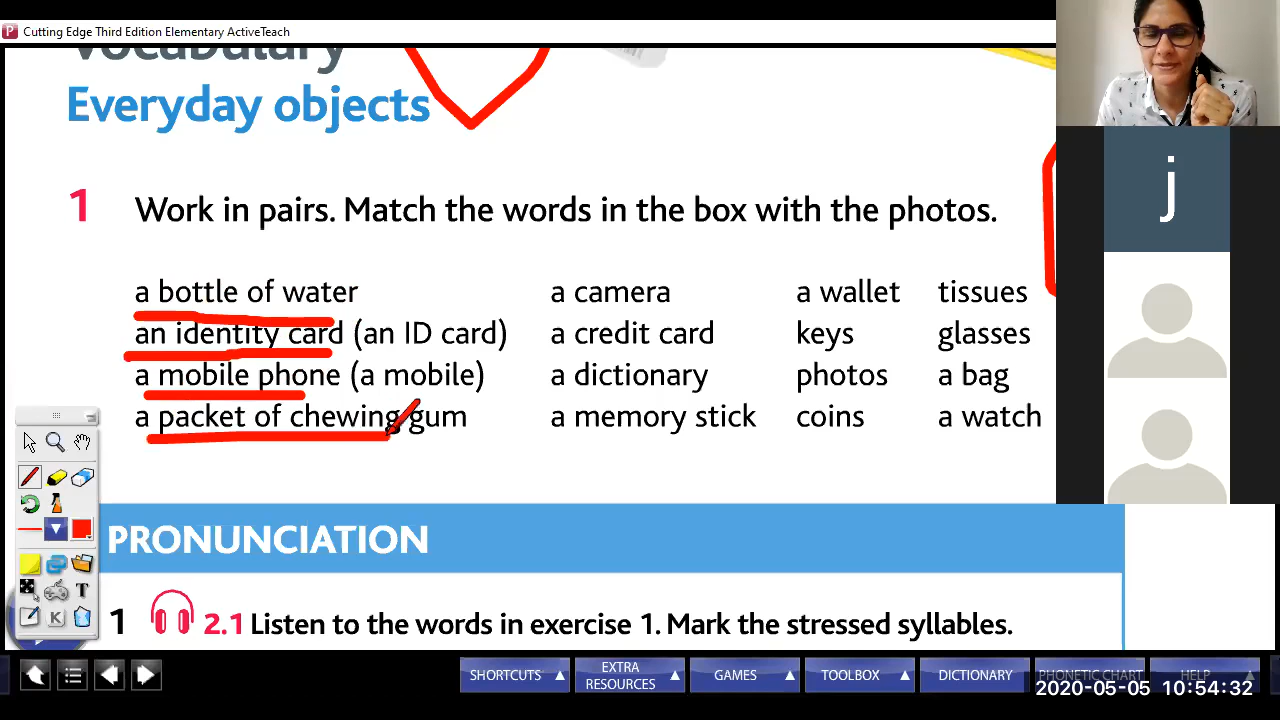 Cutting Edge Third Edition Elementary ActiveTeach
Vocabulary
Everyday objects
1 Work in pairs. Match the words in the box with the photos.
a bottle of water a camera a wallet tissues
an identity card (an ID card) a credit card keys glasses
a mobile phone (a mobile) a dictionary photos a bag
a packet of chewing gum a memory stick coins a watch
j
PRONUNCIATION
1 2.1 Listen to the words in exercise 1. Mark the stressed syllables.
SHORTCUTS EXTRA RESOURCES GAMES TOOLBOX DICTIONARY PHONETIC CHART HELP
2020-05-05 10:54:32
T
K